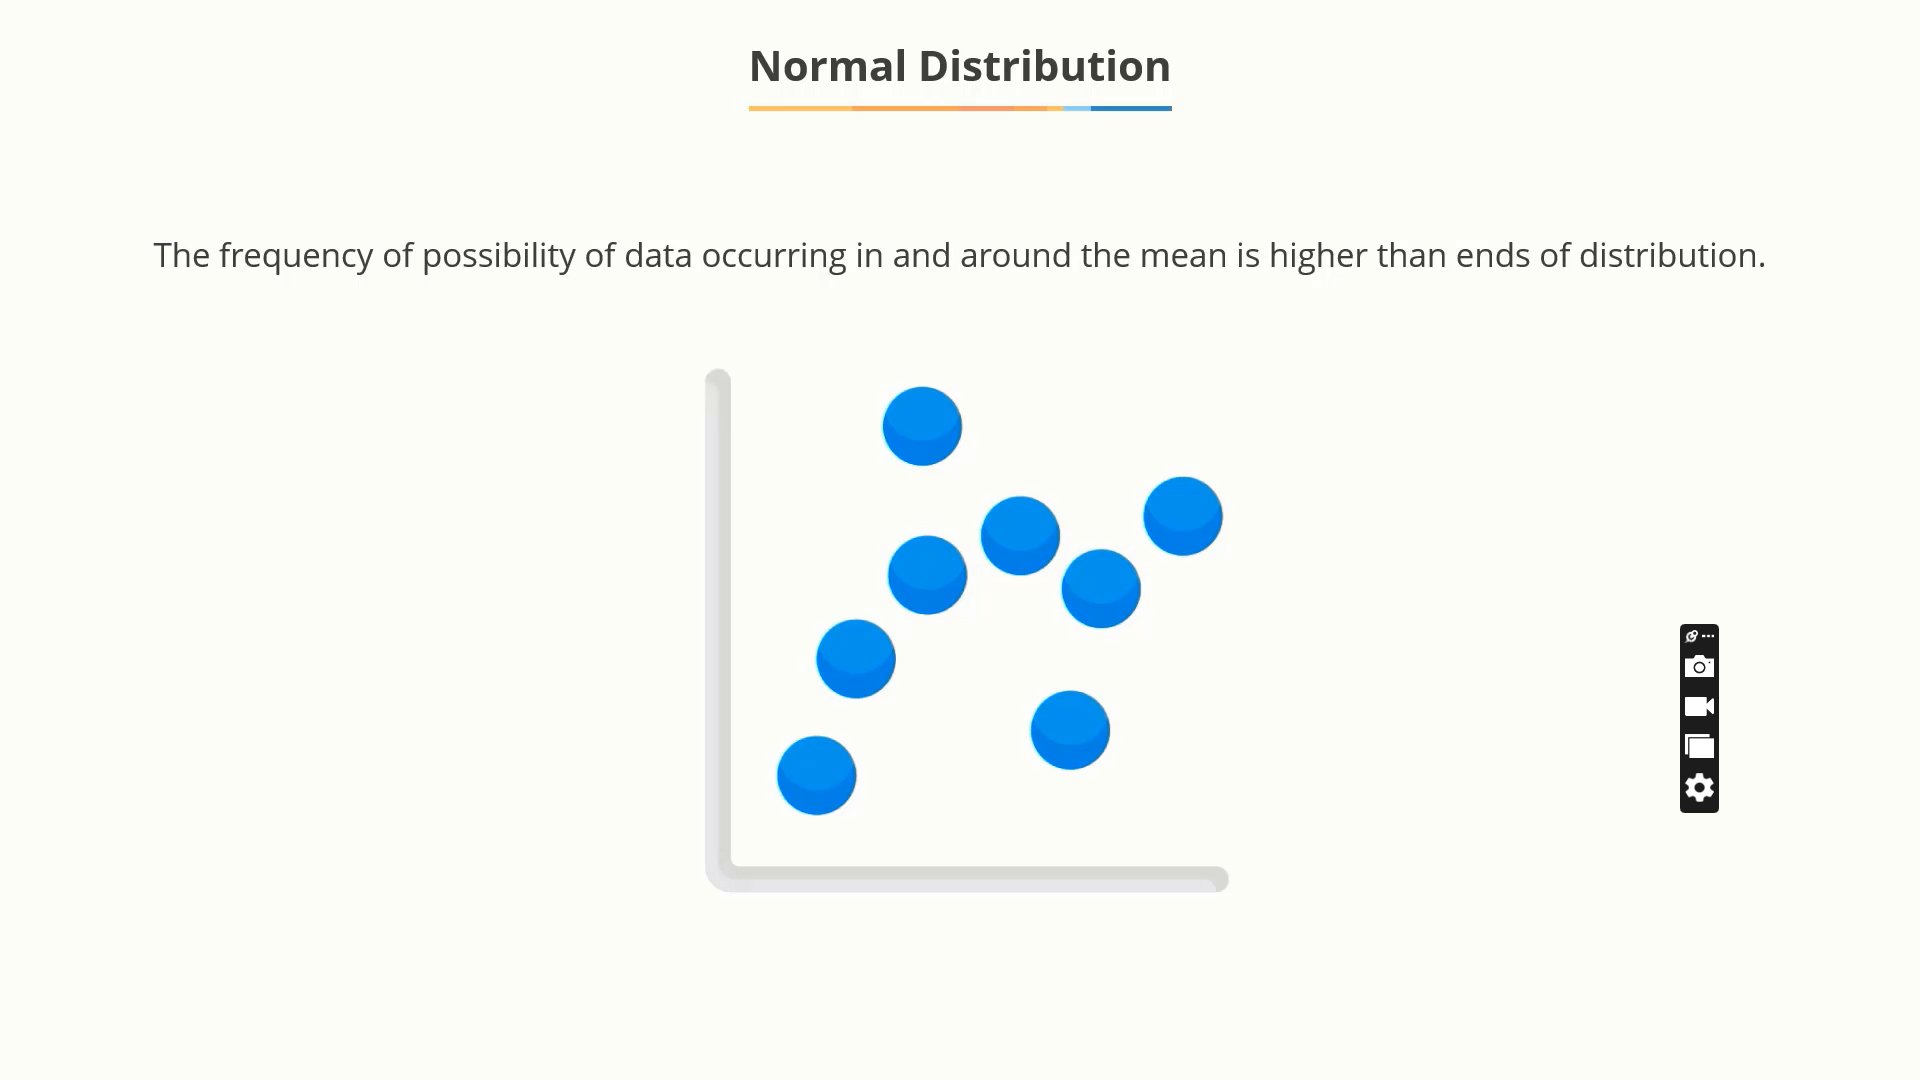 Normal Distribution
The frequency of possibility of data occurring in and around the mean is higher than ends of distribution.